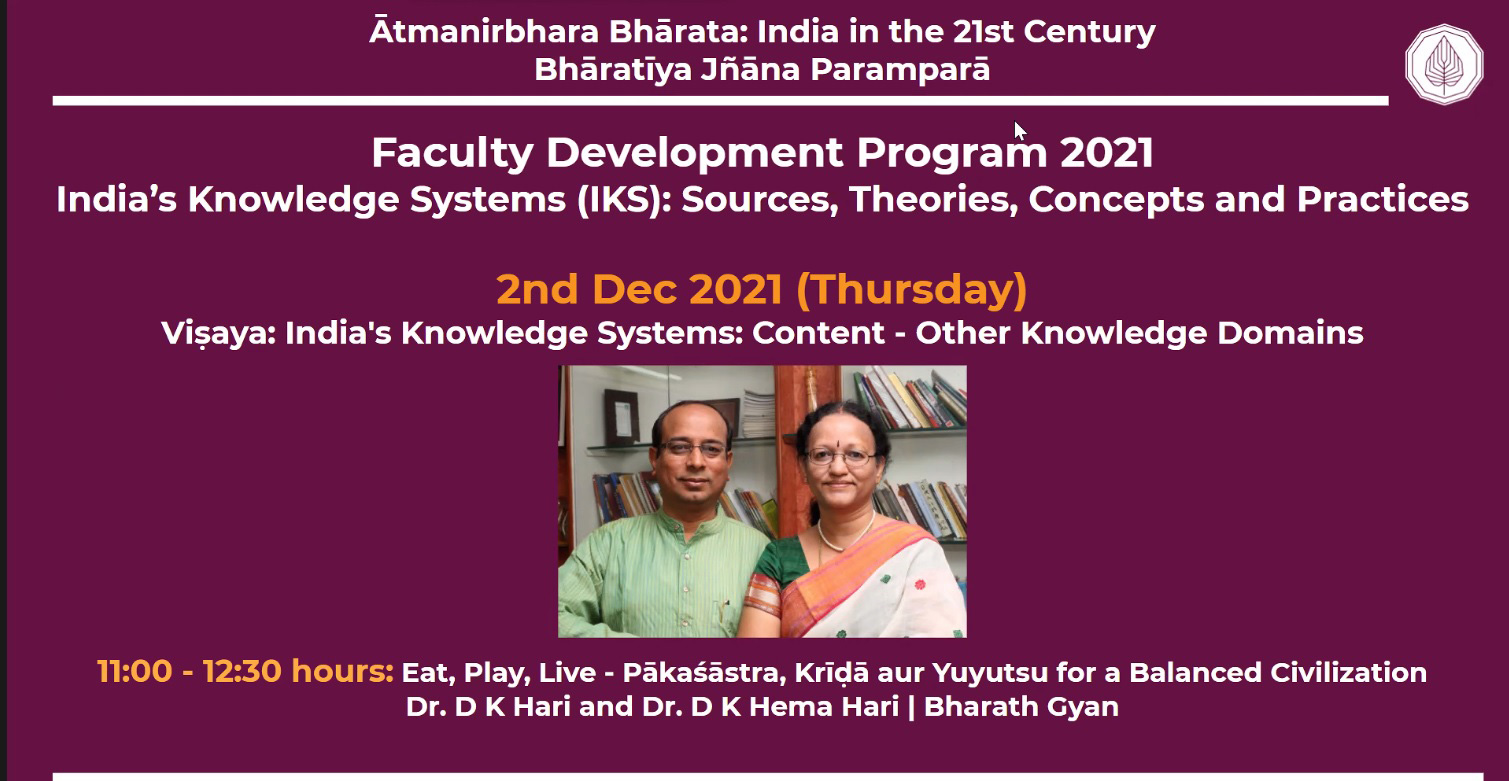 Ātmanirbhara Bhārata: India in the 21st Century
Bhāratīya Jñāna Paramparā
Faculty Development Program 2021
India’s Knowledge Systems (IKS): Sources, Theories, Concepts and Practices
2nd Dec 2021 (Thursday)
Viṣaya: India's Knowledge Systems: Content - Other Knowledge Domains
11:00 - 12:30 hours: Eat, Play, Live - Pākaśāstra, Krīḍā aur Yuyutsu for a Balanced Civilization
Dr. D K Hari and Dr. D K Hema Hari | Bharath Gyan